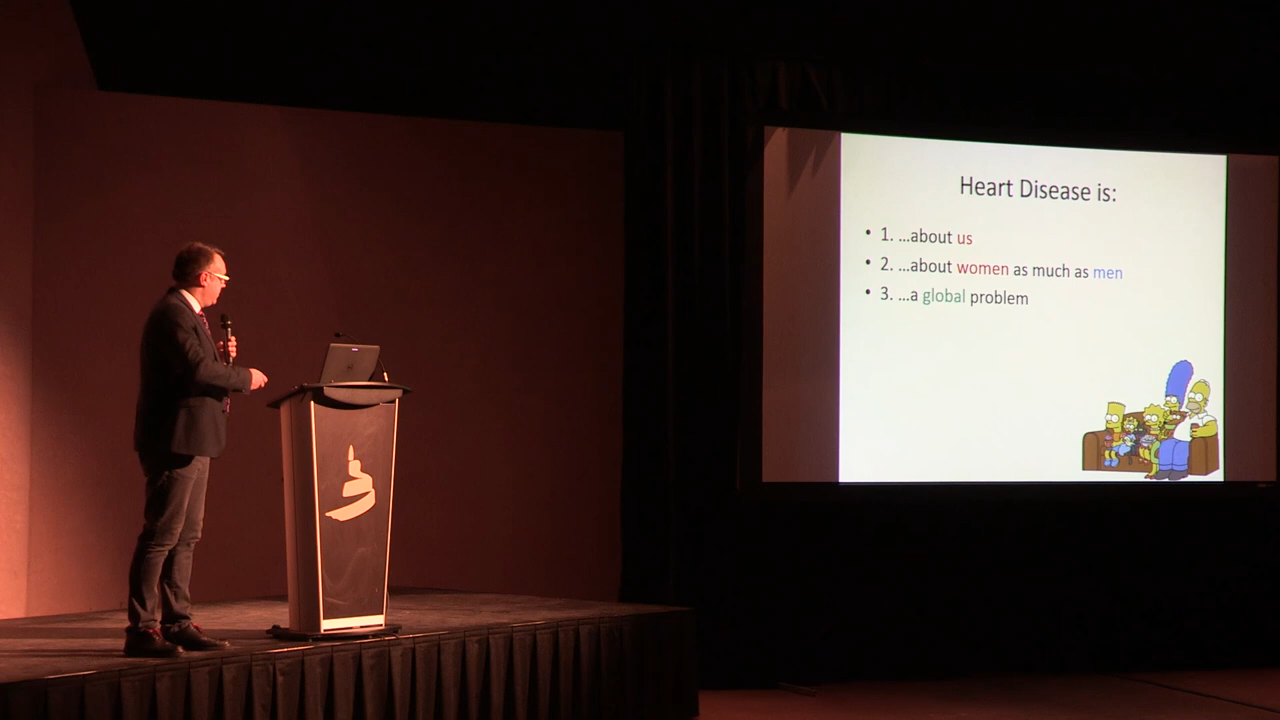 Heart Disease is:
• 1. ...about us
• 2. ...about women as much as men
• 3. ...a global problem